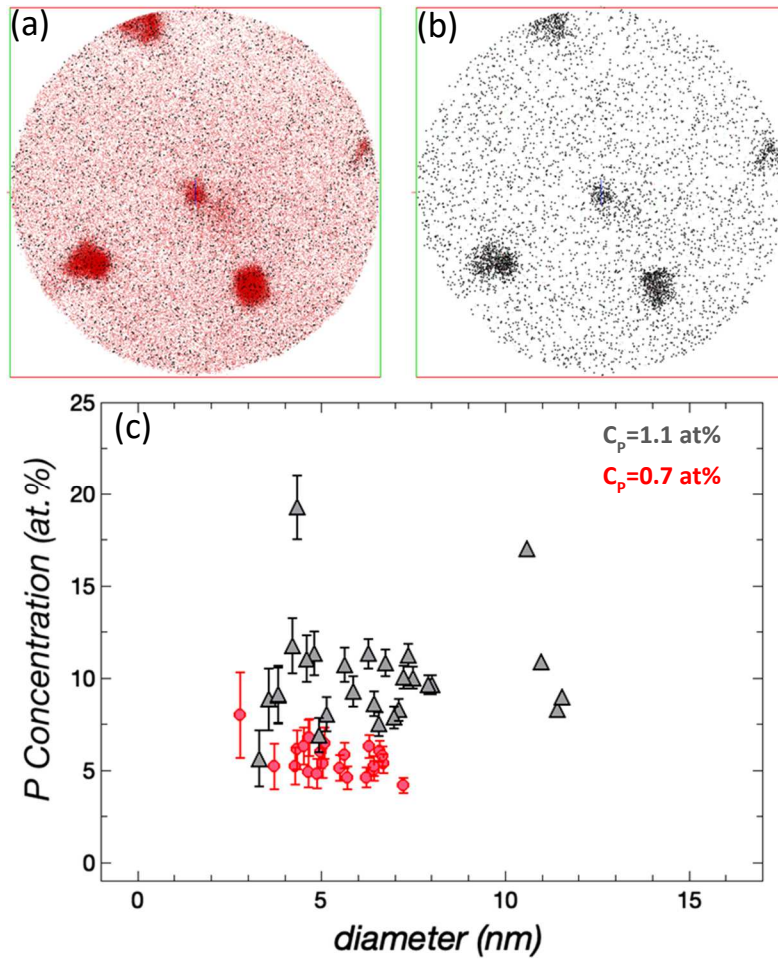 (a)
(b)
(c)
C_P=1.1 at%
C_P=0.7 at%
25
20
15
10
5
0
P Concentration (at.%)
0 5 10 15
diameter (nm)